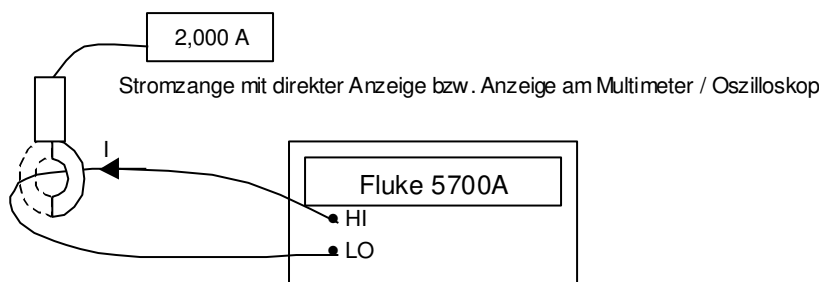 2,000 A
Stromzange mit direkter Anzeige bzw. Anzeige am Multimeter / Oszilloskop
I
Fluke 5700A
HI
LO